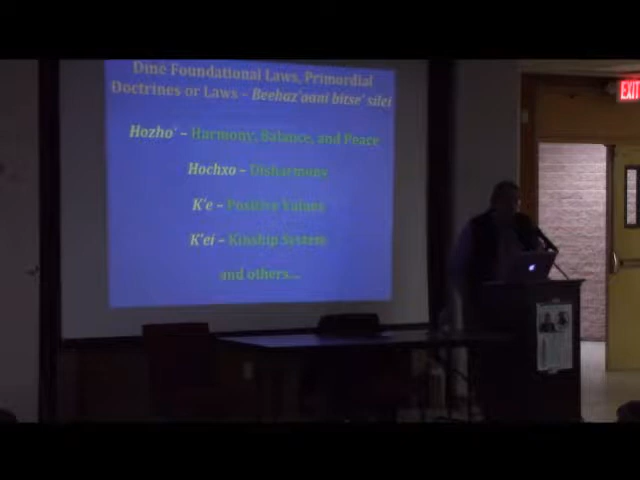 Dine Foundational Laws, Primordial
Doctrines or Laws – Beehaz'aani bitse' silei
Hozho' – Harmony, Balance, and Peace
Hochxo – Disharmony
K'e – Positive Values
K'ei – Kinship System
and others...
EXIT